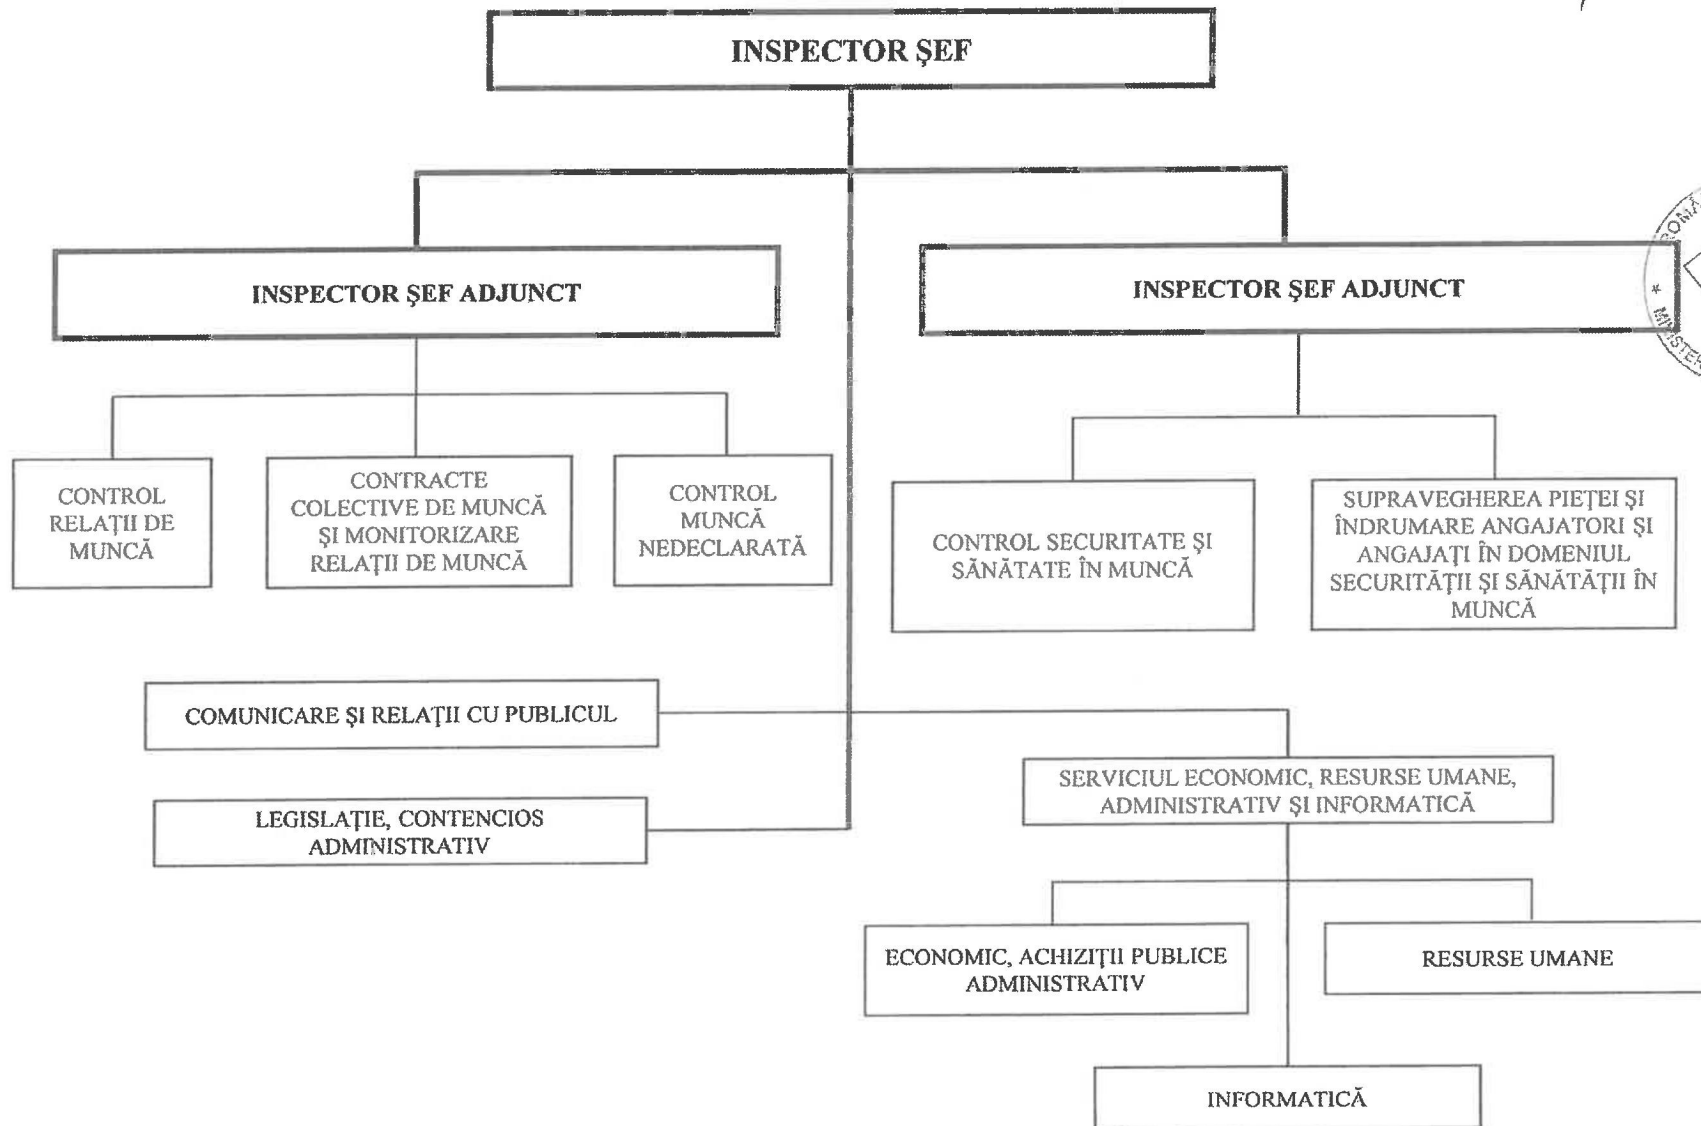 INSPECTOR ŞEF
INSPECTOR ŞEF ADJUNCT
INSPECTOR ŞEF ADJUNCT
CONTROL
RELAŢII DE
MUNCĂ
CONTRACTE
COLECTIVE DE MUNCĂ
ŞI MONITORIZARE
RELAŢII DE MUNCĂ
CONTROL
MUNCĂ
NEDECLARATĂ
CONTROL SECURITATE ŞI
SĂNĂTATE ÎN MUNCĂ
SUPRAVEGHEREA PIEŢEI ŞI
ÎNDRUMARE ANGAJATORI ŞI
ANGAJAŢI ÎN DOMENIUL
SECURITĂŢII ŞI SĂNĂTĂŢII ÎN
MUNCĂ
COMUNICARE ŞI RELAŢII CU PUBLICUL
SERVICIUL ECONOMIC, RESURSE UMANE,
ADMINISTRATIV ŞI INFORMATICĂ
LEGISLAŢIE, CONTENCIOS
ADMINISTRATIV
ECONOMIC, ACHIZIŢII PUBLICE
ADMINISTRATIV
RESURSE UMANE
INFORMATICĂ